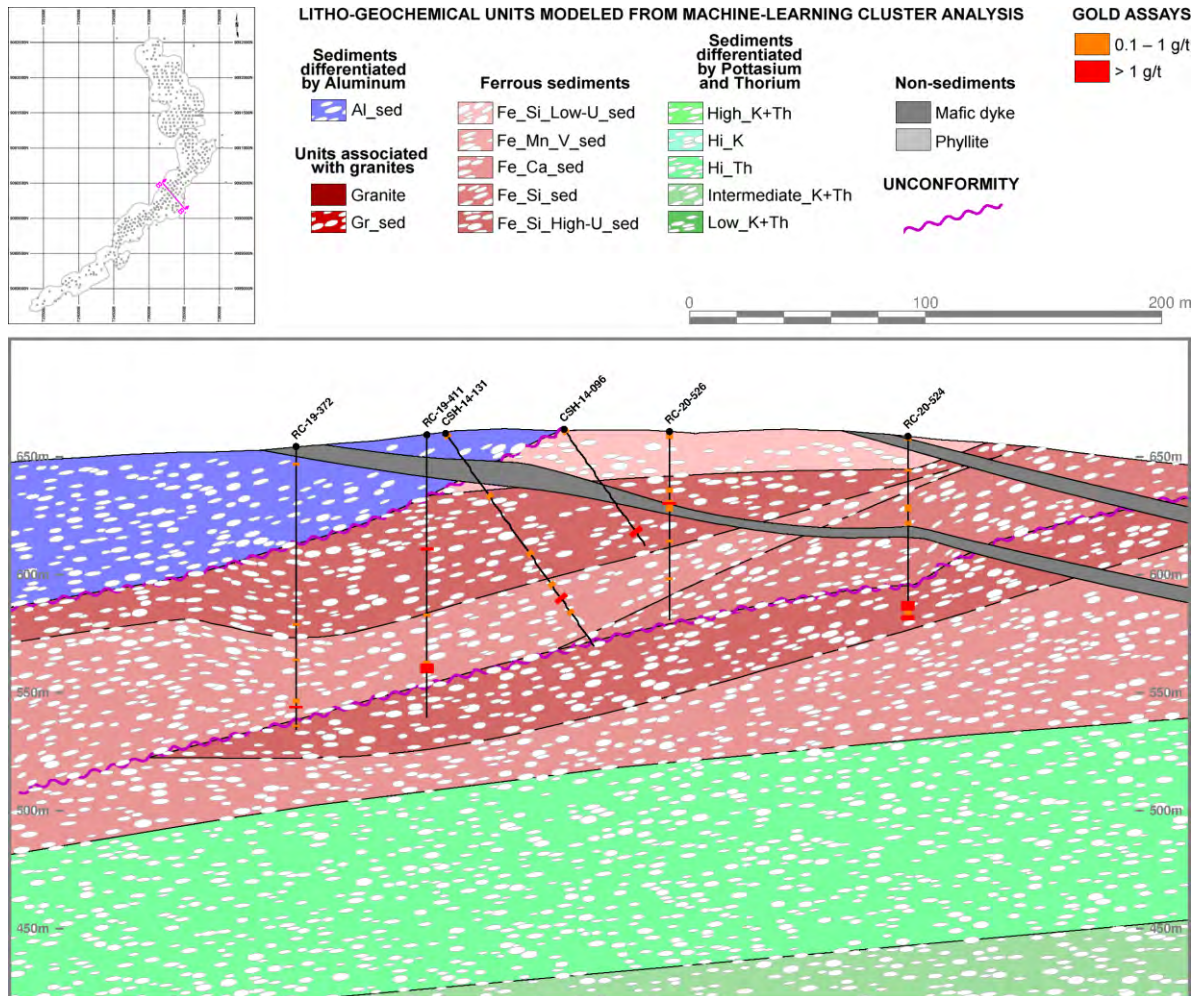 LITHO-GEOCHEMICAL UNITS MODELED FROM MACHINE-LEARNING CLUSTER ANALYSIS
GOLD ASSAYS
0.1 – 1 g/t
> 1 g/t
Sediments
differentiated
by Aluminum
Al_sed
Units associated
with granites
Granite
Gr_sed
Ferrous sediments
Fe_Si_Low-U_sed
Fe_Mn_V_sed
Fe_Ca_sed
Fe_Si_sed
Fe_Si_High-U_sed
Sediments
differentiated
by Pottasium
and Thorium
High_K+Th
Hi_K
Hi_Th
Intermediate_K+Th
Low_K+Th
Non-sediments
Mafic dyke
Phyllite
UNCONFORMITY
0 100 200 m
RC-19-372
RC-19-411
CSH-14-131
CSH-14-096
RC-20-526
RC-20-524
650m
650m
600m
600m
550m
550m
500m
500m
450m
450m